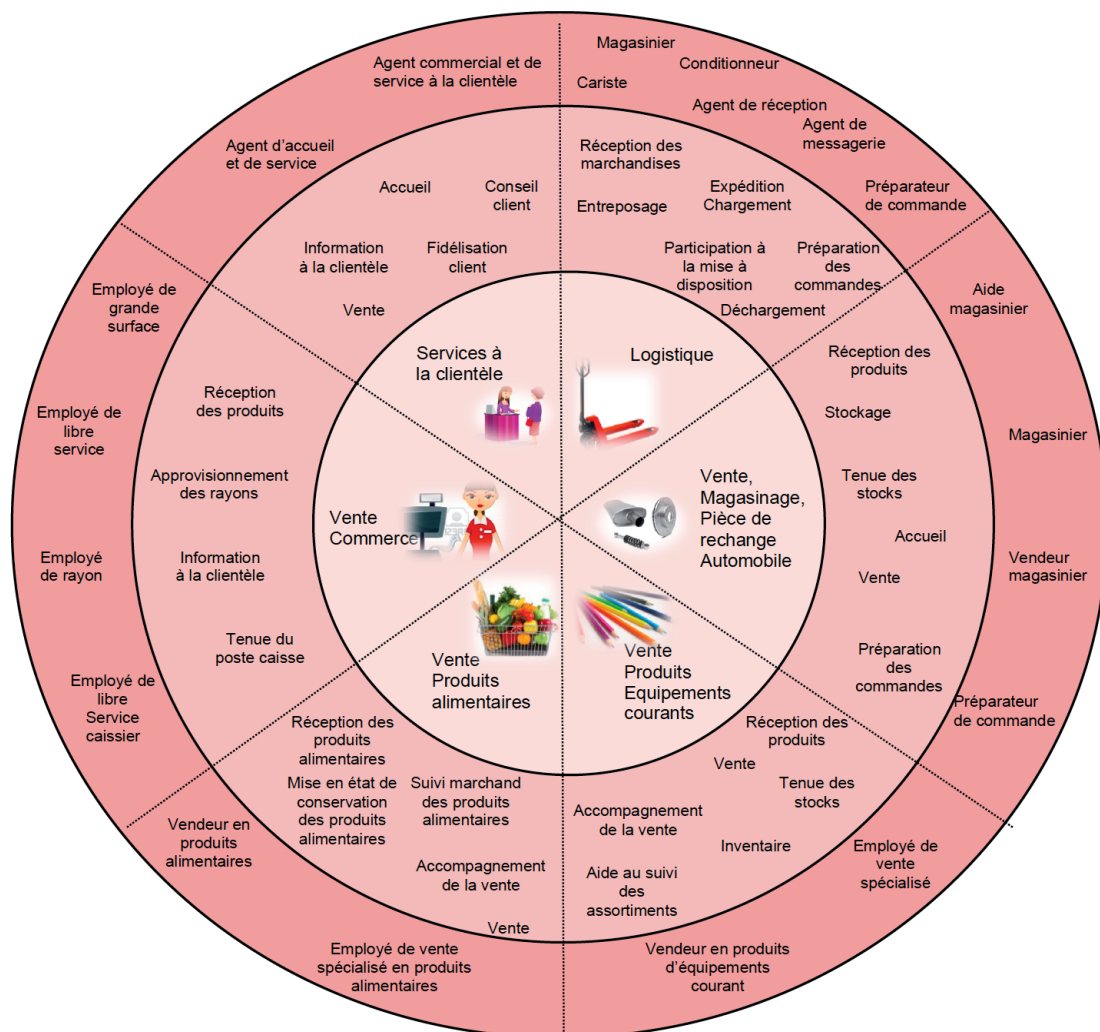 Agent commercial et de
service à la clientèle
Agent d'accueil
et de service
Magasinier
Conditionneur
Cariste
Agent de réception
Agent de
messagerie
Préparateur
de commande
Accueil
Conseil
client
Information
à la clientèle
Fidélisation
client
Vente
Réception des
marchandises
Expédition
Chargement
Entreposage
Participation à
la mise à
disposition
Préparation
des
commandes
Déchargement
Services à
la clientèle
Logistique
Employé de
grande
surface
Employé de
libre
service
Employé
de rayon
Employé de
libre
Service
caissier
Réception
des produits
Approvisionnement
des rayons
Information
à la clientèle
Tenue du
poste caisse
Vente
Commerce
Vente,
Magasinage,
Pièce de
rechange
Automobile
Réception des
produits
Stockage
Tenue des
stocks
Accueil
Vente
Préparation
des
commandes
Aide
magasinier
Magasinier
Vendeur
magasinier
Préparateur
de commande
Vente
Produits
alimentaires
Vente
Produits
Equipements
courants
Réception des
produits
alimentaires
Mise en état de
conservation
des produits
alimentaires
Suivi marchand
des produits
alimentaires
Accompagnement
de la vente
Vente
Réception des
produits
Vente
Tenue des
stocks
Accompagnement
de la vente
Inventaire
Aide au suivi
des
assortiments
Vendeur en
produits
alimentaires
Employé de vente
spécialisé en produits
alimentaires
Employé de
vente
spécialisé
Vendeur en produits
d'équipements
courant